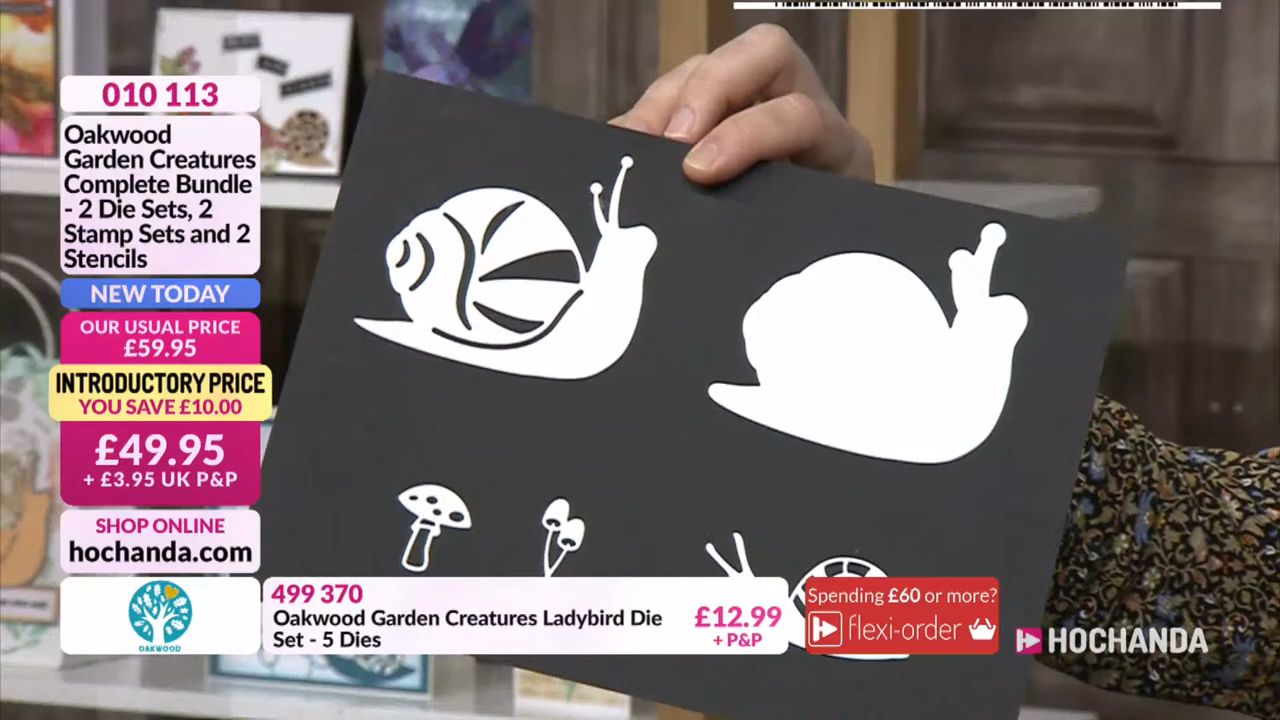 010 113
Oakwood
Garden Creatures
Complete Bundle
- 2 Die Sets, 2
Stamp Sets and 2
Stencils
NEW TODAY
OUR USUAL PRICE
£59.95
INTRODUCTORY PRICE
YOU SAVE £10.00
£49.95
+ £3.95 UK P&P
SHOP ONLINE
hochanda.com
OAKWOOD
499 370
Oakwood Garden Creatures Ladybird Die
Set - 5 Dies
£12.99
+ P&P
Spending £60 or more?
flexi-order
HOCHANDA